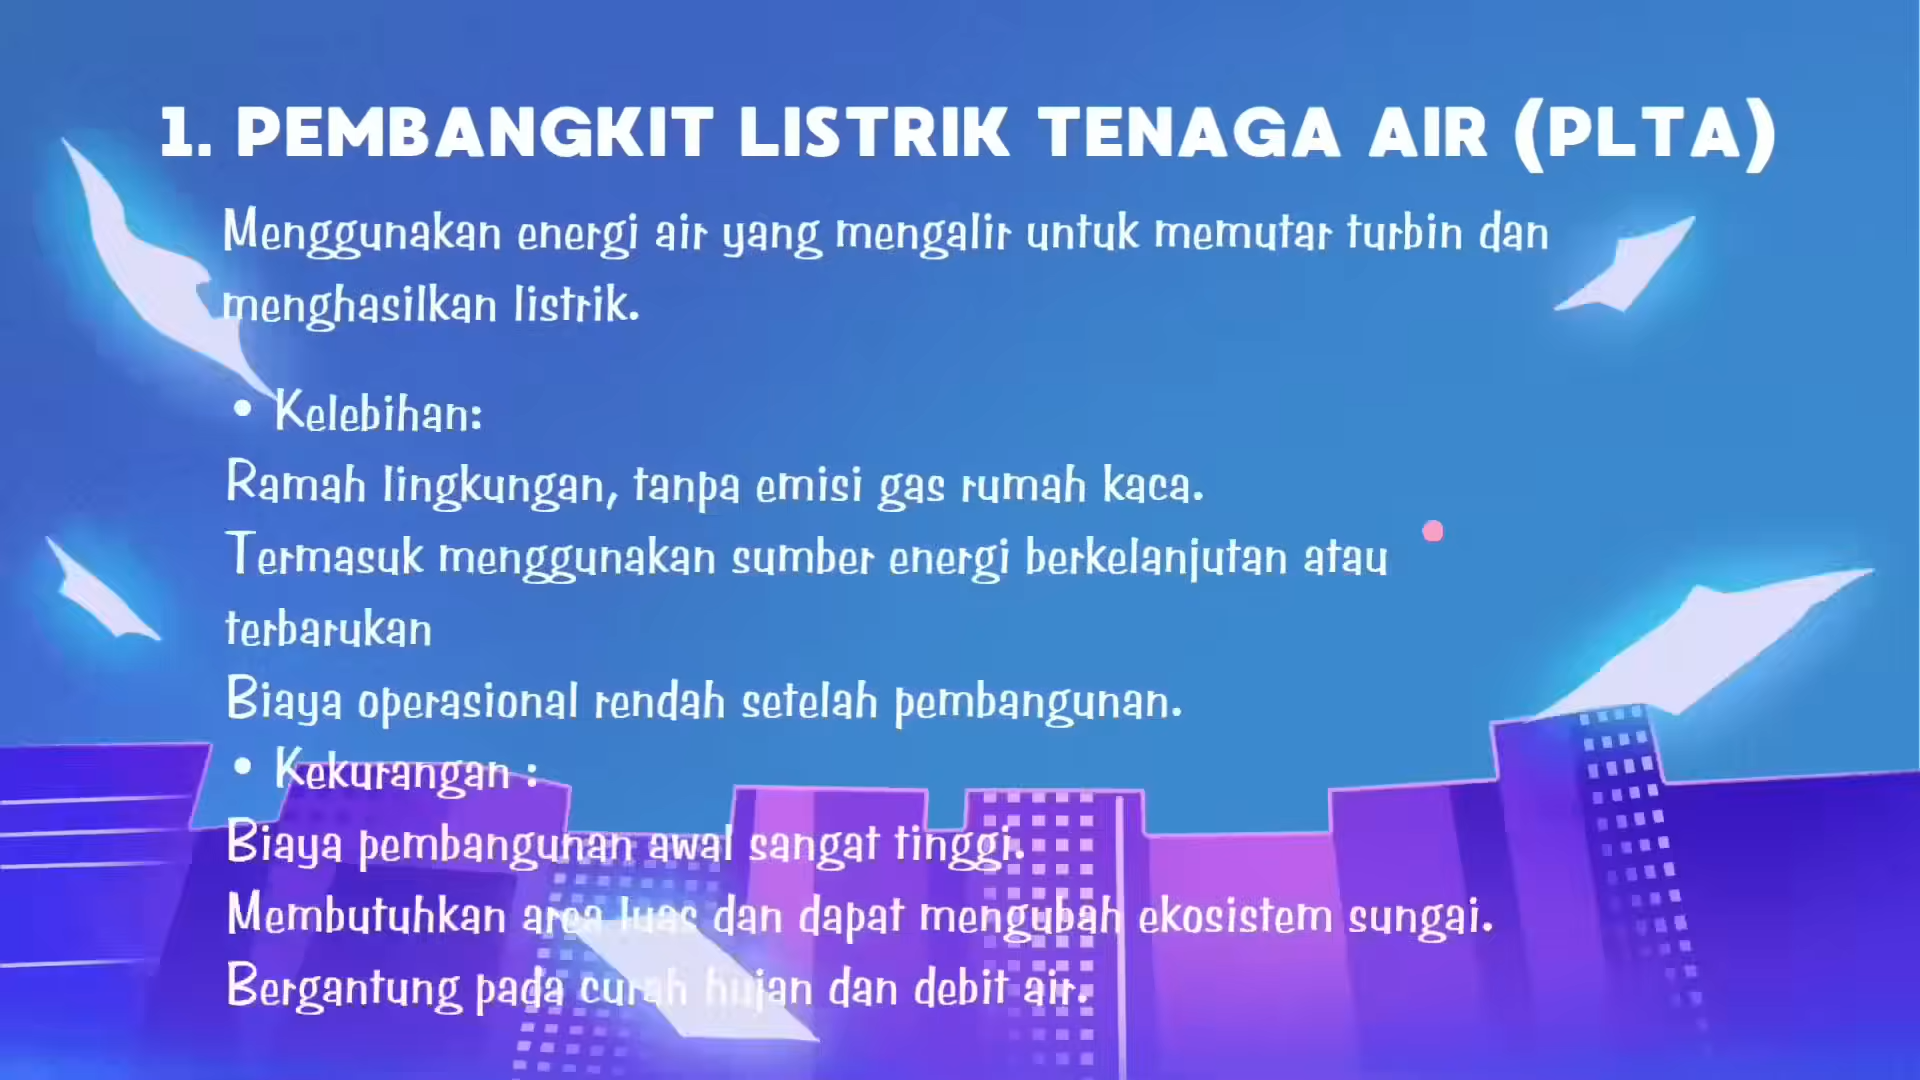 1. PEMBANGKIT LISTRIK TENAGA AIR (PLTA)
Menggunakan energi air yang mengalir untuk memutar turbin dan
menghasilkan listrik.
• Kelebihan:
Ramah lingkungan, tanpa emisi gas rumah kaca.
Termasuk menggunakan sumber energi berkelanjutan atau
terbarukan
Biaya operasional rendah setelah pembangunan.
• Kekurangan :
Biaya pembangunan awal sangat tinggi.
Membutuhkan area luas dan dapat mengubah ekosistem sungai.
Bergantung pada curah hujan dan debit air.